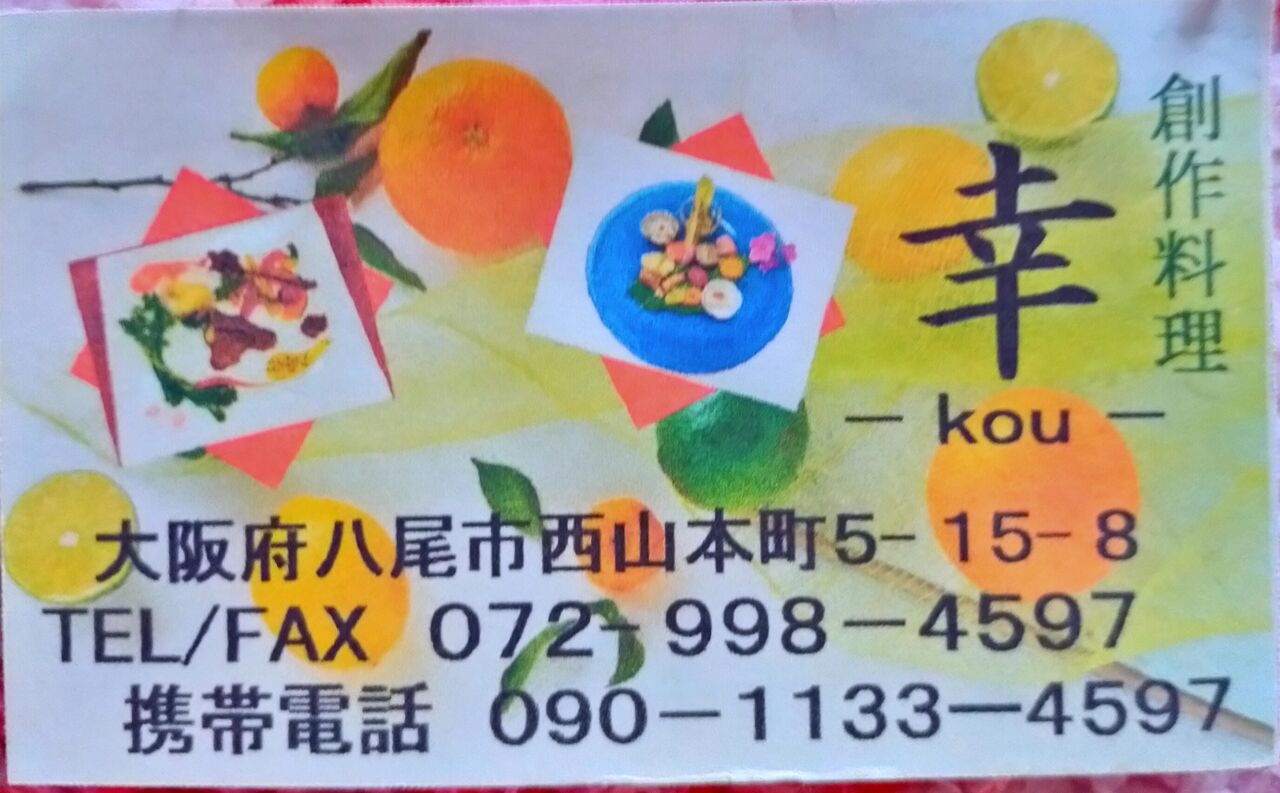 創作料理
幸
— kou —
大阪府八尾市西山本町5-15-8
TEL/FAX 072-998-4597
携帯電話 090-1133-4597